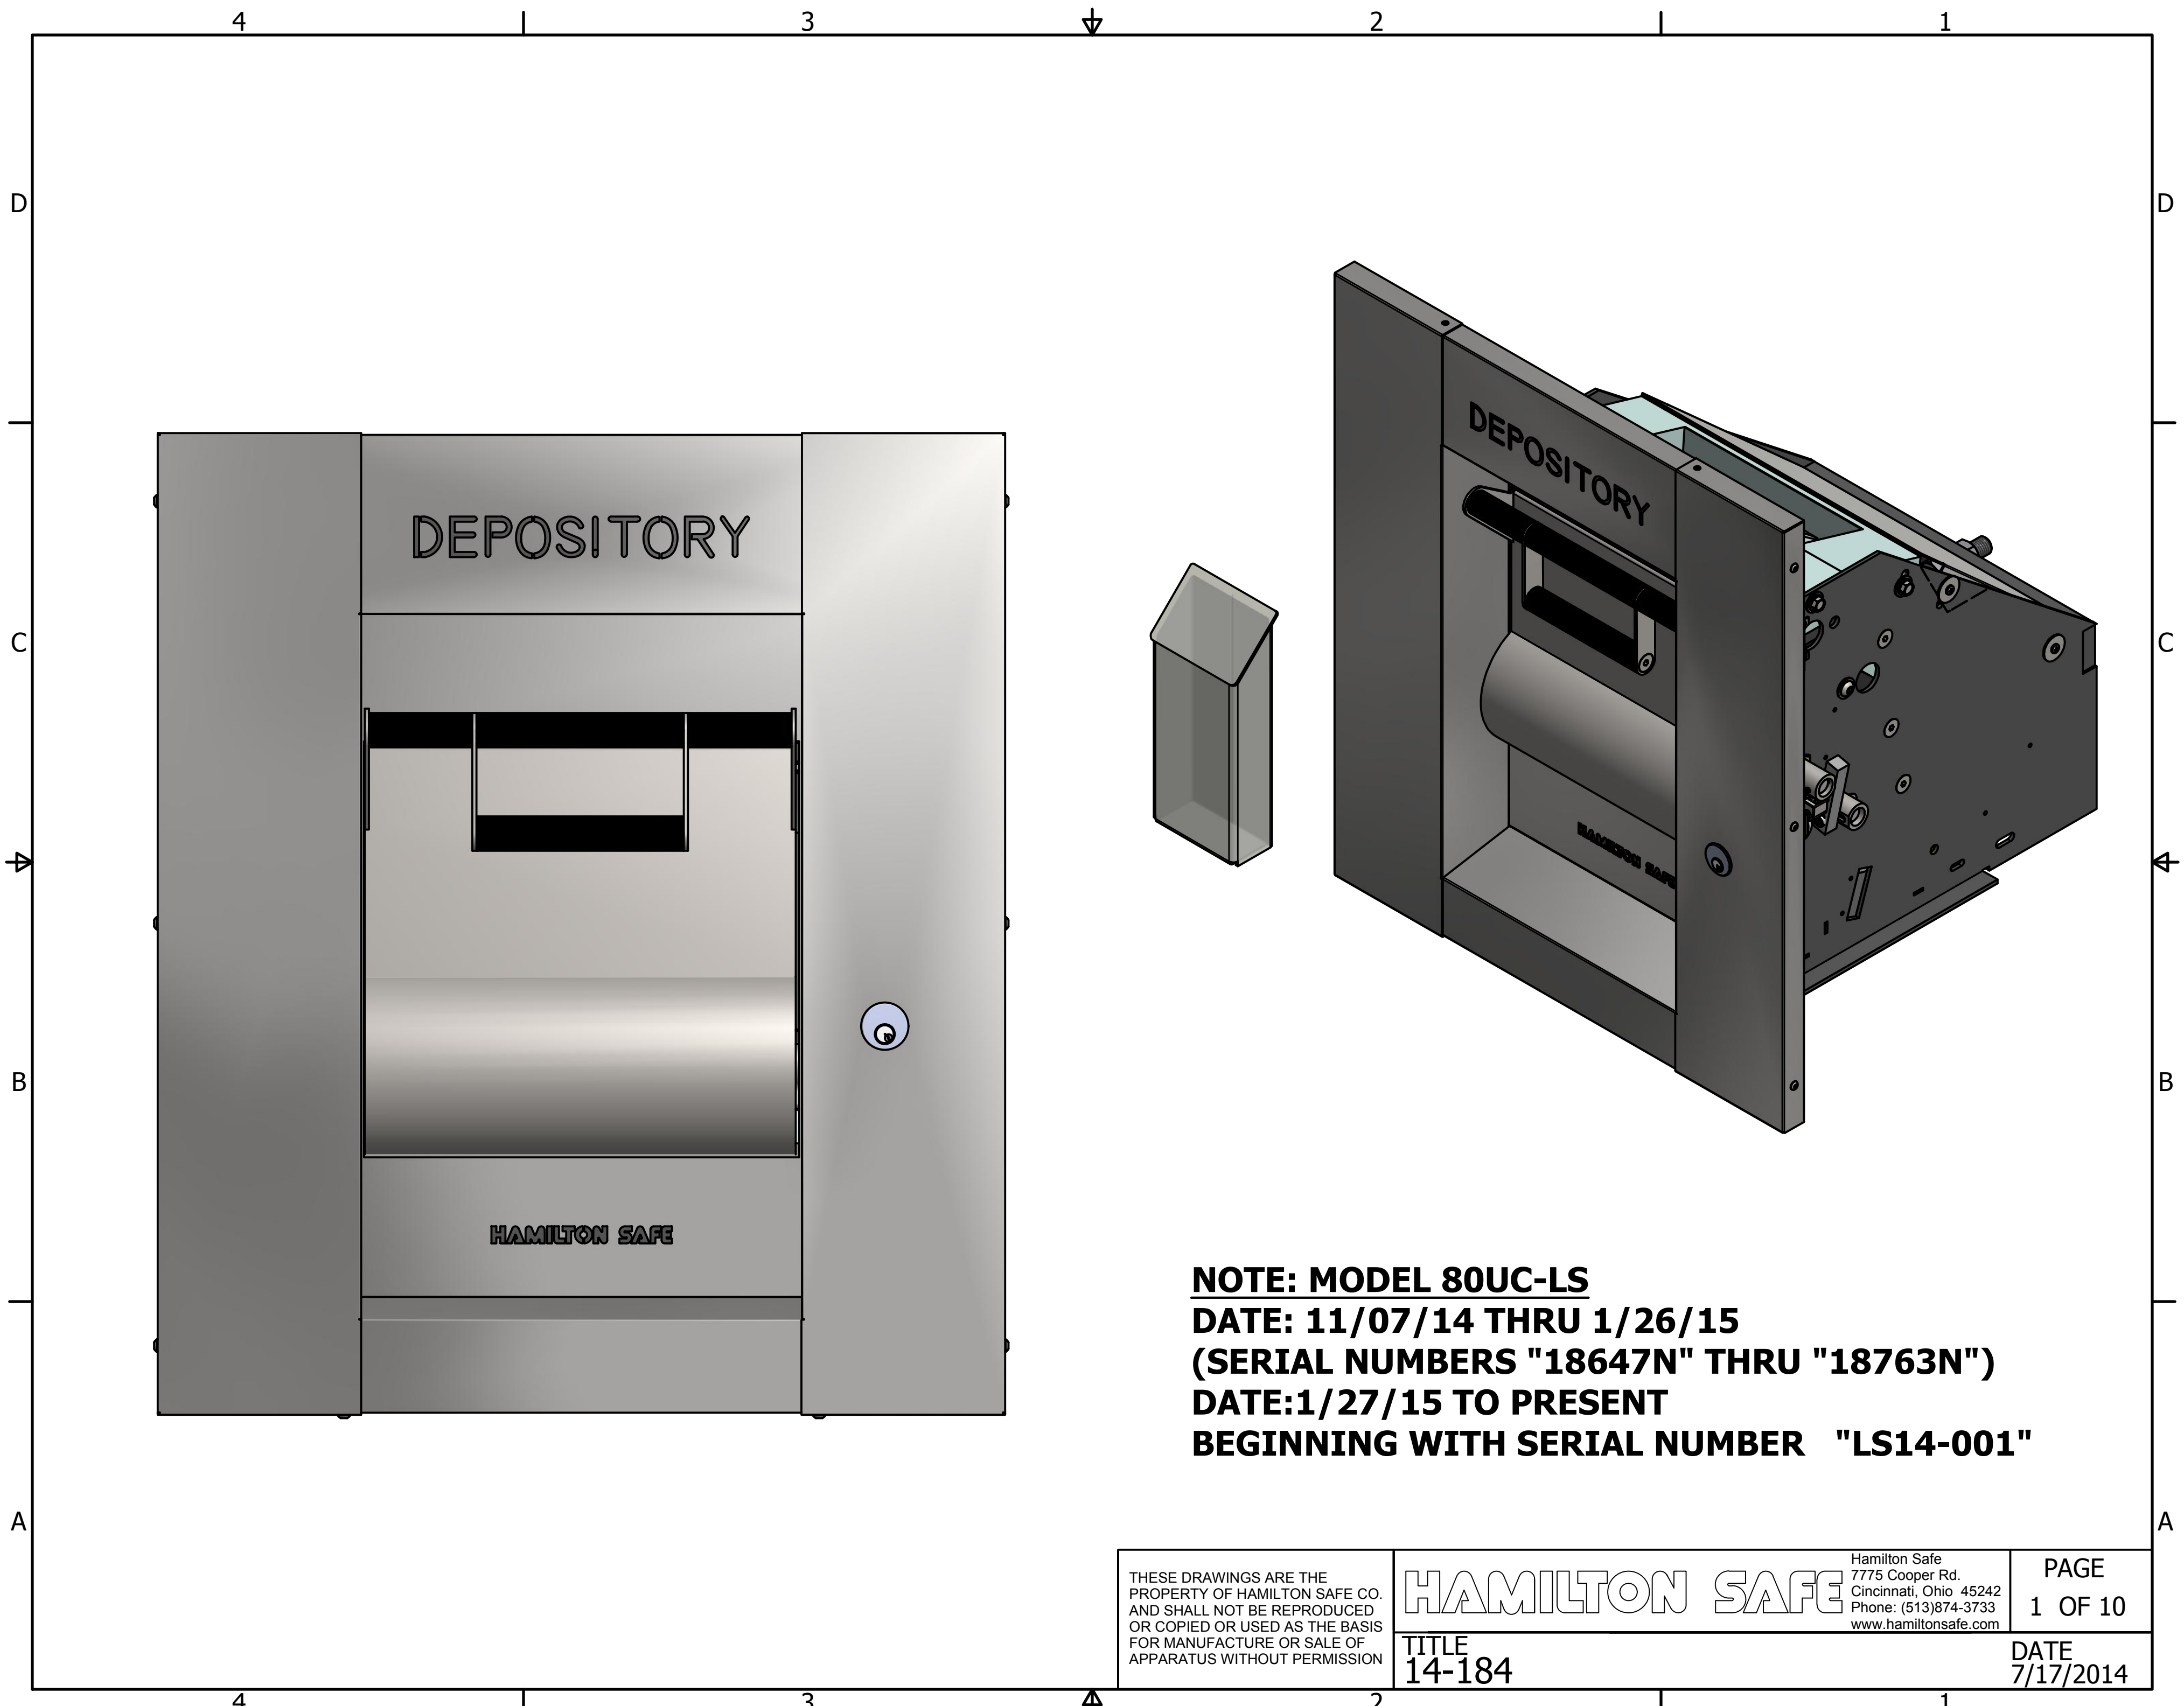 4 3 2 1
D D
C C
B B
A A
DEPOSITORY
HAMILTON SAFE
DEPOSITORY
HAMILTON SAFE
NOTE: MODEL 80UC-LS
DATE: 11/07/14 THRU 1/26/15
(SERIAL NUMBERS "18647N" THRU "18763N")
DATE:1/27/15 TO PRESENT
BEGINNING WITH SERIAL NUMBER "LS14-001"
THESE DRAWINGS ARE THE
PROPERTY OF HAMILTON SAFE CO.
AND SHALL NOT BE REPRODUCED
OR COPIED OR USED AS THE BASIS
FOR MANUFACTURE OR SALE OF
APPARATUS WITHOUT PERMISSION
HAMILTON SAFE
Hamilton Safe
7775 Cooper Rd.
Cincinnati, Ohio 45242
Phone: (513)874-3733
www.hamiltonsafe.com
PAGE
1 OF 10
TITLE
14-184
DATE
7/17/2014
4 3 2 1